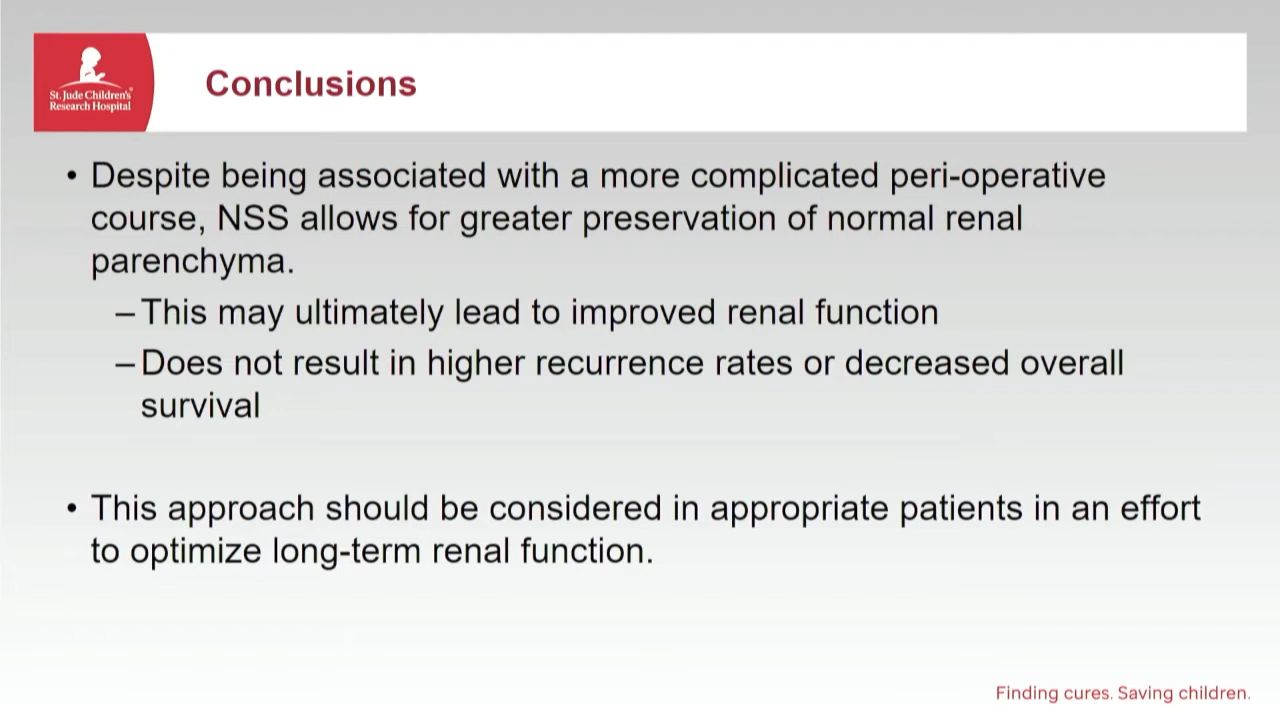 St. Jude Children's
Research Hospital
Conclusions
• Despite being associated with a more complicated peri-operative
course, NSS allows for greater preservation of normal renal
parenchyma.
– This may ultimately lead to improved renal function
– Does not result in higher recurrence rates or decreased overall
survival
• This approach should be considered in appropriate patients in an effort
to optimize long-term renal function.
Finding cures. Saving children.